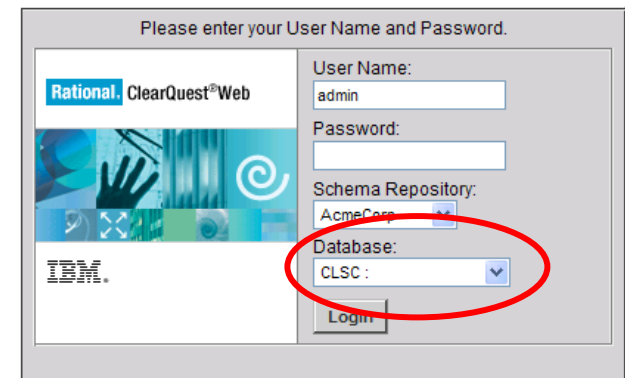 Please enter your User Name and Password.
Rational. ClearQuest®Web
IBM.
User Name:
admin
Password:
Schema Repository:
AcmeCorp
Database:
CLSC :
Login